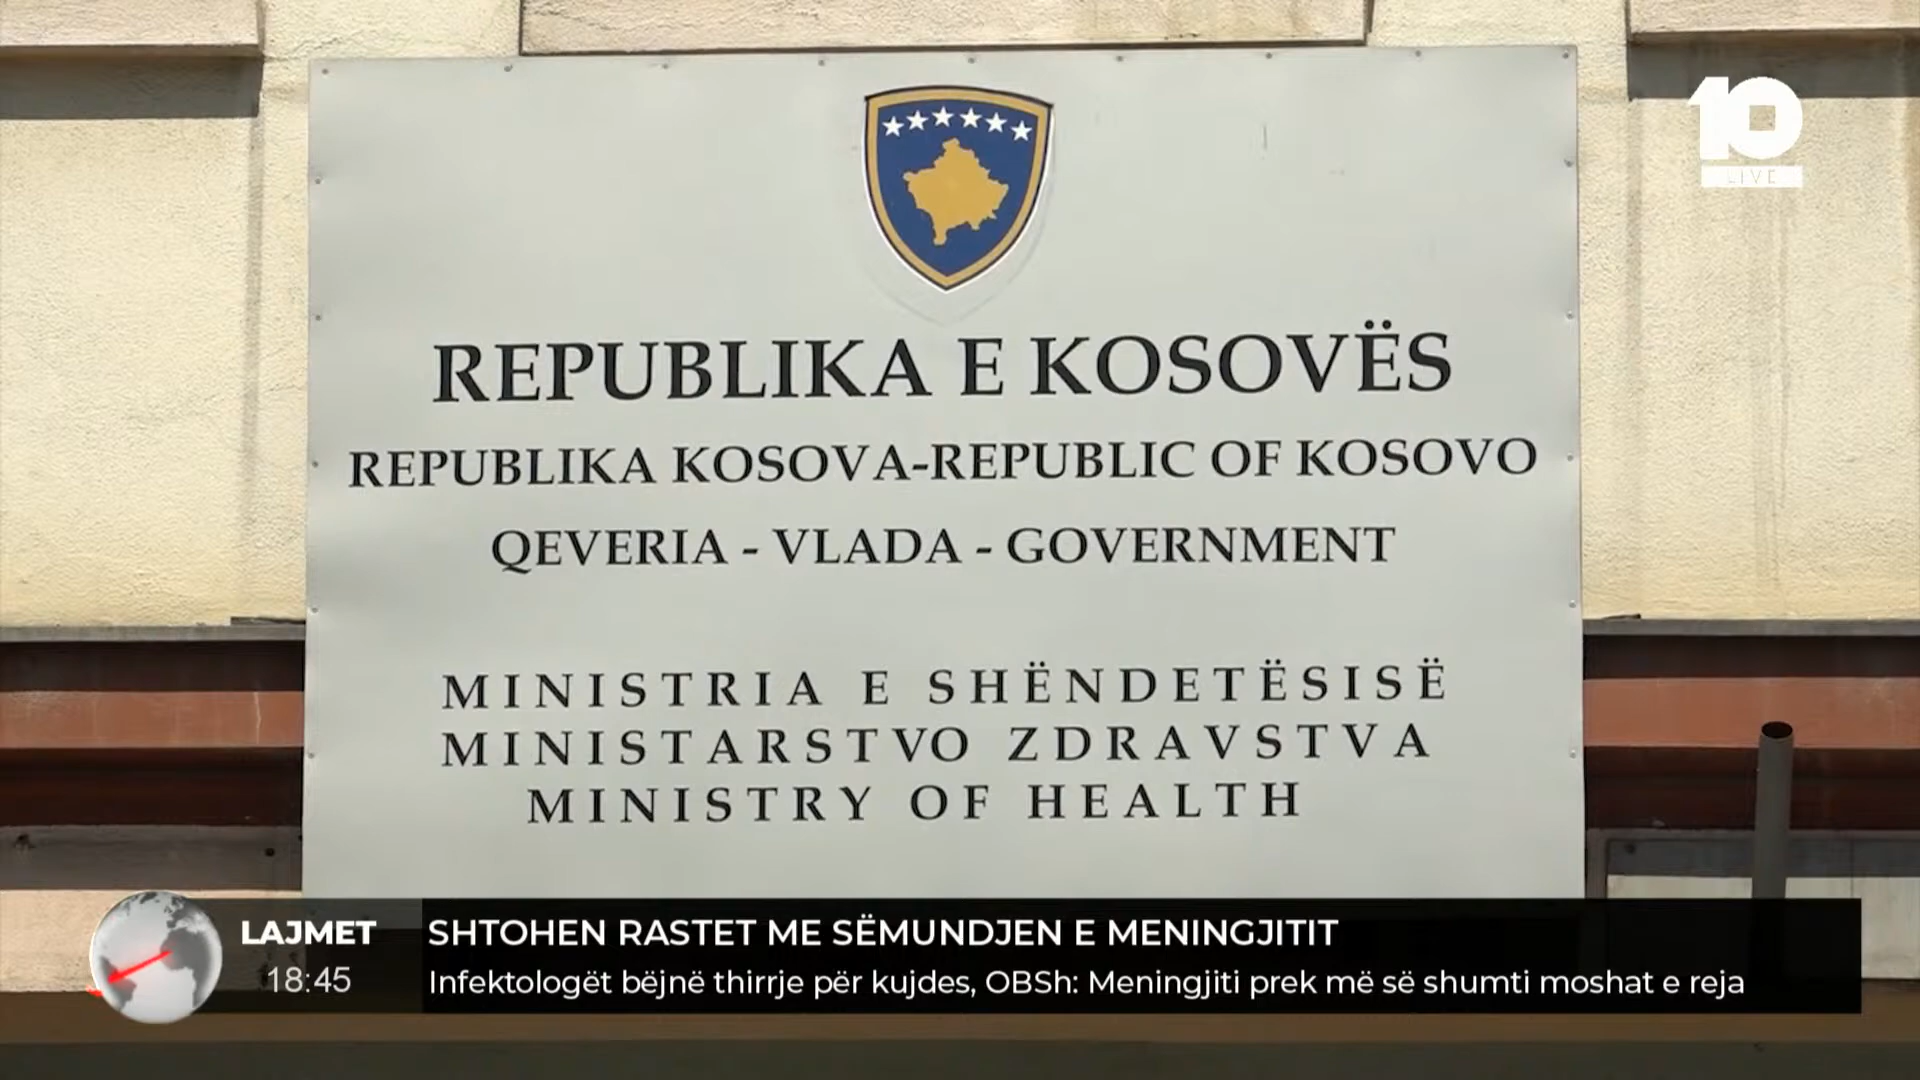 10
LIVE
REPUBLIKA E KOSOVËS
REPUBLIKA KOSOVA-REPUBLIC OF KOSOVO
QEVERIA - VLADA - GOVERNMENT
MINISTRIA E SHËNDETËSISË
MINISTARSTVO ZDRAVSTVA
MINISTRY OF HEALTH
LAJMET
18:45
SHTOHEN RASTET ME SËMUNDJEN E MENINGJITIT
Infektologët bëjnë thirrje për kujdes, OBSh: Meningjiti prek më së shumti moshat e reja